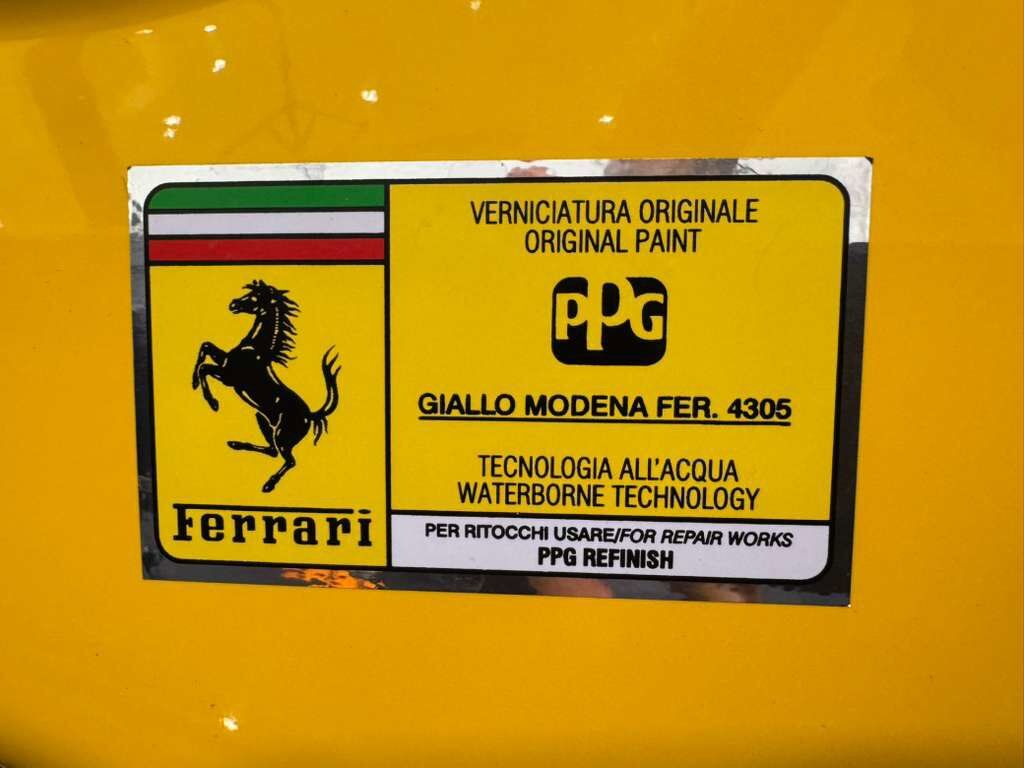 Ferrari
VERNICIATURA ORIGINALE
ORIGINAL PAINT
PPG
GIALLO MODENA FER. 4305
TECNOLOGIA ALL'ACQUA
WATERBORNE TECHNOLOGY
PER RITOCCHI USARE/FOR REPAIR WORKS
PPG REFINISH